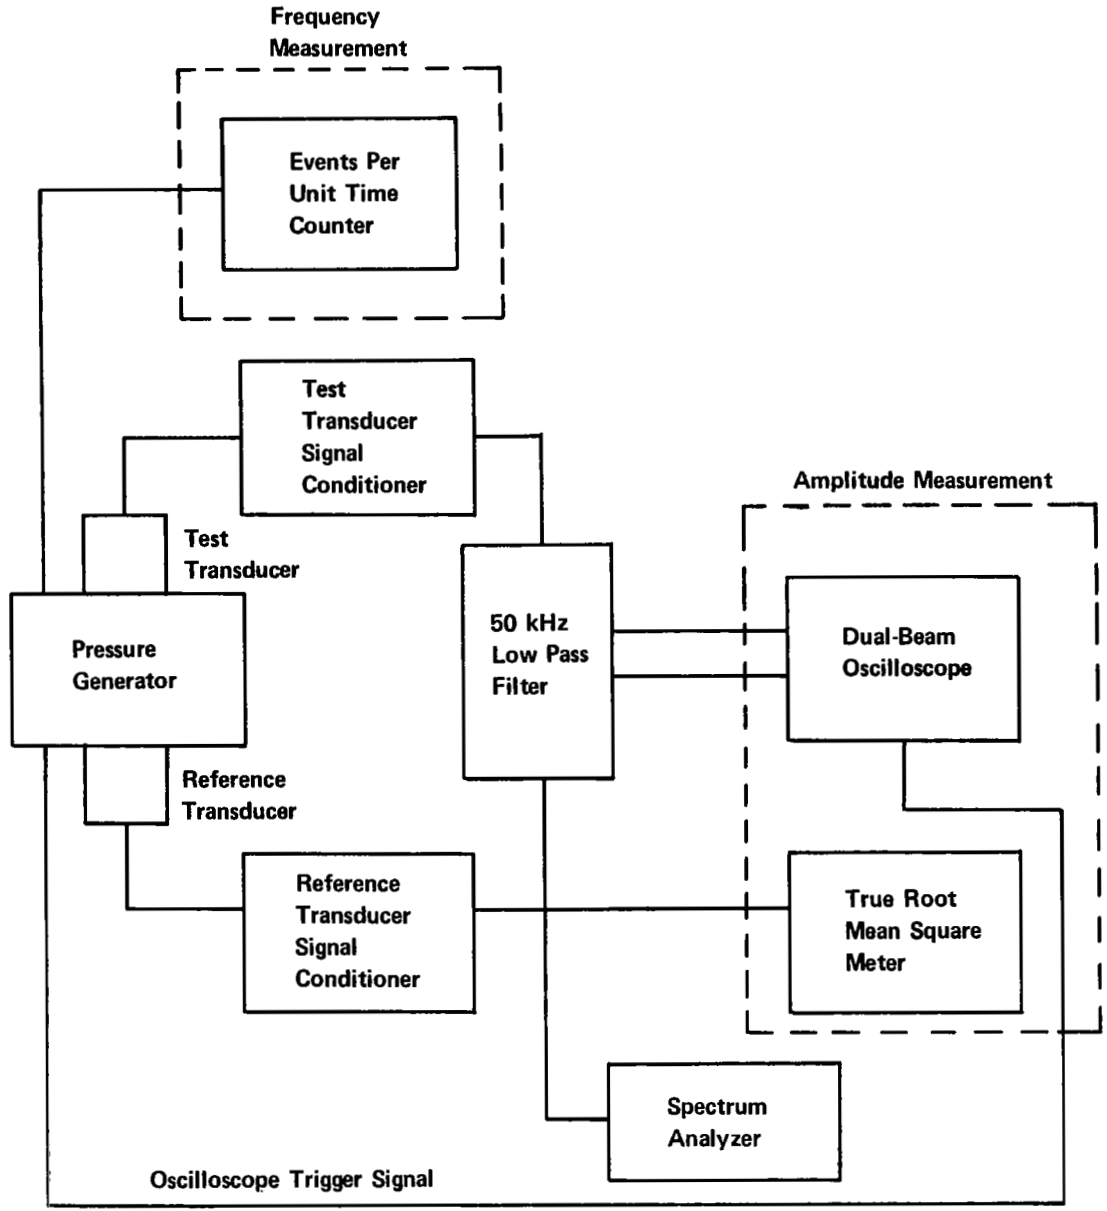 Frequency
Measurement
Events Per
Unit Time
Counter
Test
Transducer
Signal
Conditioner
Amplitude Measurement
Test
Transducer
Pressure
Generator
50 kHz
Low Pass
Filter
Dual-Beam
Oscilloscope
Reference
Transducer
Reference
Transducer
Signal
Conditioner
True Root
Mean Square
Meter
Spectrum
Analyzer
Oscilloscope Trigger Signal